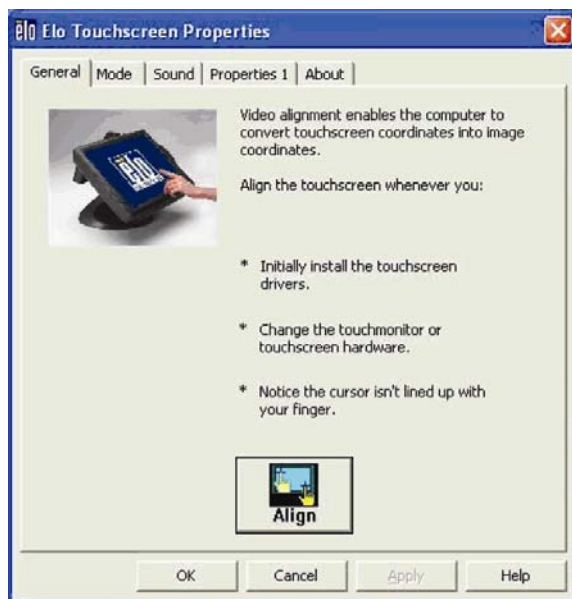 ēlo Elo Touchscreen Properties
General Mode Sound Properties 1 About
Video alignment enables the computer to
convert touchscreen coordinates into image
coordinates.
Align the touchscreen whenever you:
elo
* Initially install the touchscreen
drivers.
* Change the touchmonitor or
touchscreen hardware.
* Notice the cursor isn't lined up with
your finger.
Align
OK Cancel Apply Help